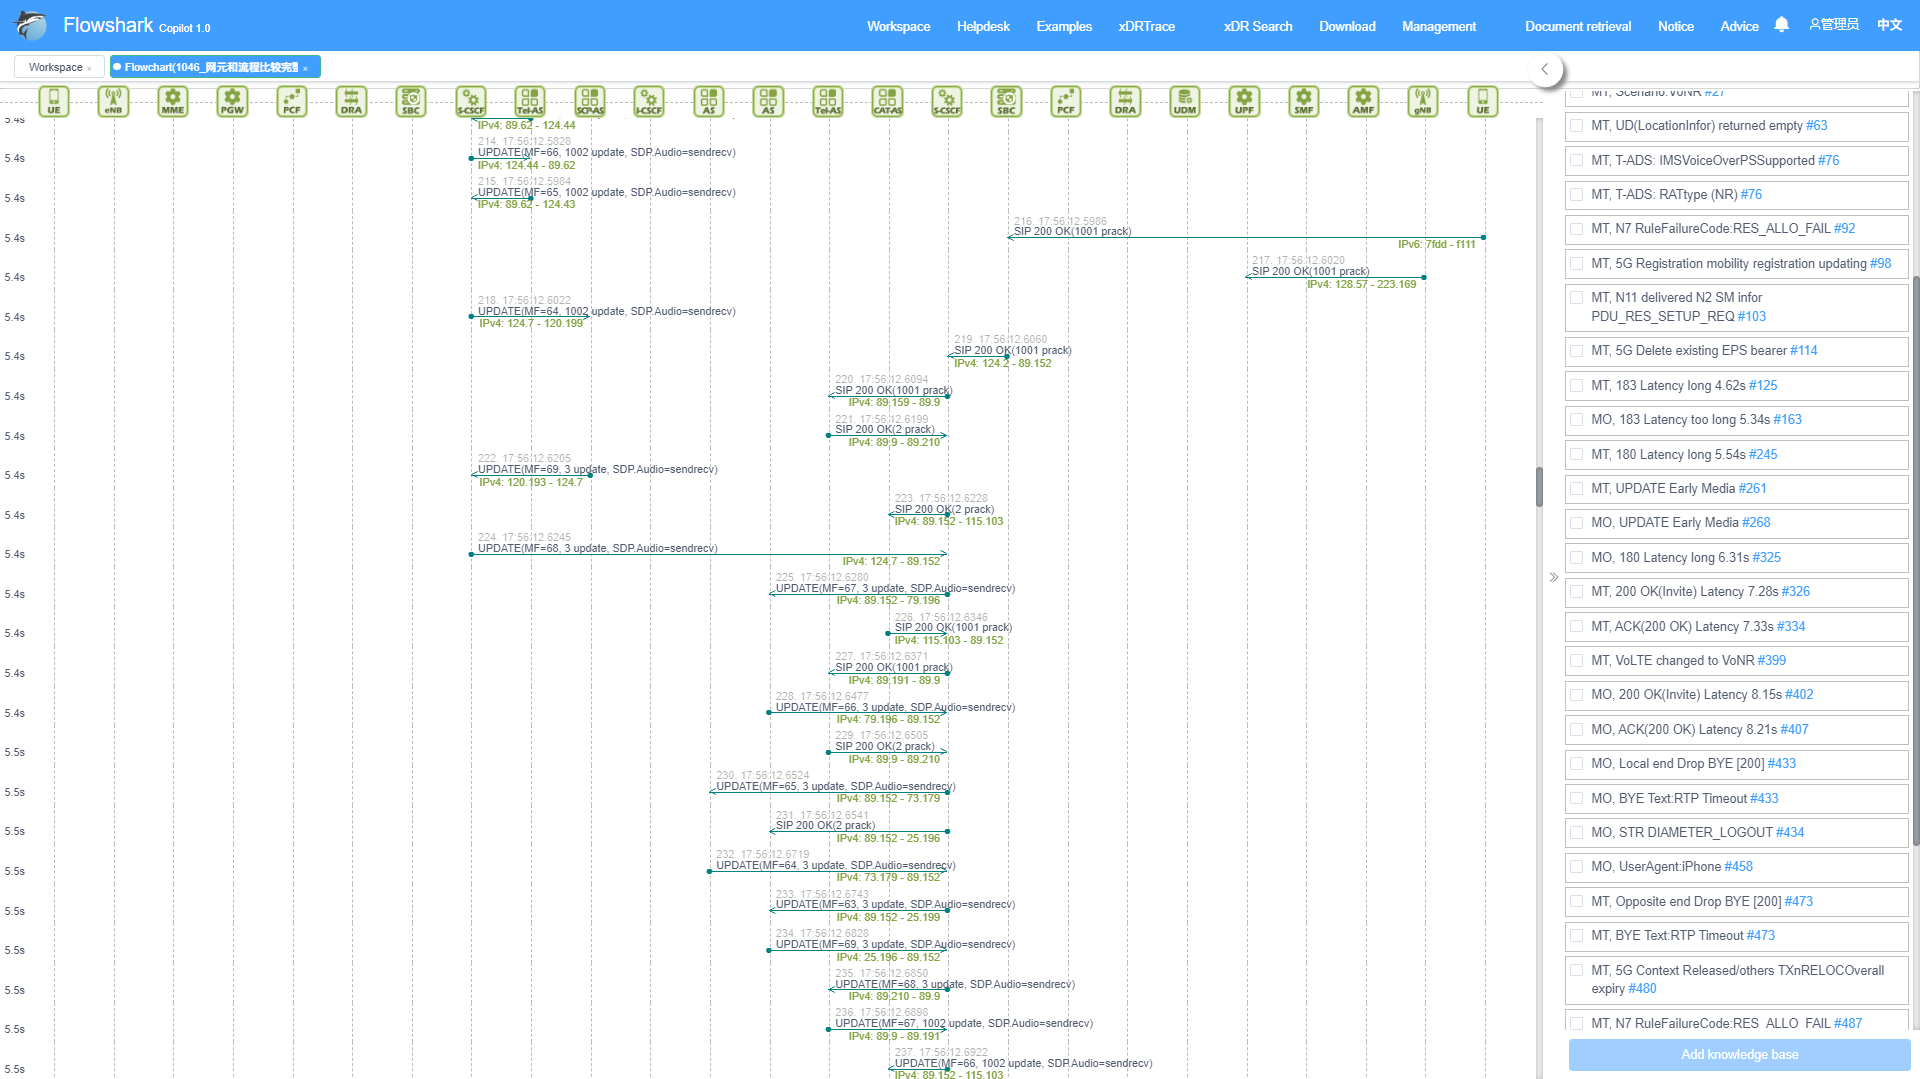 Flowshark Copilot 1.0
Workspace Helpdesk Examples xDRTrace xDR Search Download Management Document retrieval Notice Advice 管理员 中文
Workspace × Flowchart(1046_网元和流程比较完整 ×
UE eNB MME PGW PCF DRA SBC S-CSCF Tel-AS SCP-AS I-CSCF AS AS Tel-AS CAT-AS S-CSCF SBC PCF DRA UDM UPF SMF AMF gNB UE
5.4s
IPv4: 89.62 - 124.44
214. 17:56:12.5828
5.4s UPDATE(MF=66, 1002 update, SDP.Audio=sendrecv)
IPv4: 124.44 - 89.62
215. 17:56:12.5984
5.4s UPDATE(MF=65, 1002 update, SDP.Audio=sendrecv)
IPv4: 89.62 - 124.43
216. 17:56:12.5986
5.4s SIP 200 OK(1001 prack)
IPv6: 7fdd - f111
217. 17:56:12.6020
5.4s SIP 200 OK(1001 prack)
IPv4: 128.57 - 223.169
218. 17:56:12.6022
5.4s UPDATE(MF=64, 1002 update, SDP.Audio=sendrecv)
IPv4: 124.7 - 120.199
219. 17:56:12.6060
5.4s SIP 200 OK(1001 prack)
IPv4: 124.2 - 89.152
220. 17:56:12.6094
5.4s SIP 200 OK(1001 prack)
IPv4: 89.159 - 89.9
221. 17:56:12.6199
5.4s SIP 200 OK(2 prack)
IPv4: 89.9 - 89.210
222. 17:56:12.6205
5.4s UPDATE(MF=69, 3 update, SDP.Audio=sendrecv)
IPv4: 120.193 - 124.7
223. 17:56:12.6228
5.4s SIP 200 OK(2 prack)
IPv4: 89.152 - 115.103
224. 17:56:12.6245
5.4s UPDATE(MF=68, 3 update, SDP.Audio=sendrecv)
IPv4: 124.7 - 89.152
225. 17:56:12.6280
5.4s UPDATE(MF=67, 3 update, SDP.Audio=sendrecv)
IPv4: 89.152 - 79.196
226. 17:56:12.6346
5.4s SIP 200 OK(1001 prack)
IPv4: 115.103 - 89.152
227. 17:56:12.6371
5.4s SIP 200 OK(1001 prack)
IPv4: 89.191 - 89.9
228. 17:56:12.6477
5.4s UPDATE(MF=66, 3 update, SDP.Audio=sendrecv)
IPv4: 79.196 - 89.152
229. 17:56:12.6505
5.5s SIP 200 OK(2 prack)
IPv4: 89.9 - 89.210
230. 17:56:12.6524
5.5s UPDATE(MF=65, 3 update, SDP.Audio=sendrecv)
IPv4: 89.152 - 73.179
231. 17:56:12.6541
5.5s SIP 200 OK(2 prack)
IPv4: 89.152 - 25.196
232. 17:56:12.6719
5.5s UPDATE(MF=64, 3 update, SDP.Audio=sendrecv)
IPv4: 73.179 - 89.152
233. 17:56:12.6743
5.5s UPDATE(MF=63, 3 update, SDP.Audio=sendrecv)
IPv4: 89.152 - 25.199
234. 17:56:12.6828
5.5s UPDATE(MF=69, 3 update, SDP.Audio=sendrecv)
IPv4: 25.196 - 89.152
235. 17:56:12.6850
5.5s UPDATE(MF=68, 3 update, SDP.Audio=sendrecv)
IPv4: 89.210 - 89.9
236. 17:56:12.6898
5.5s UPDATE(MF=67, 1002 update, SDP.Audio=sendrecv)
IPv4: 89.9 - 89.191
237. 17:56:12.6922
5.5s UPDATE(MF=66, 1002 update, SDP.Audio=sendrecv)
IPv4: 89.152 - 115.103
MT, Scenario:VoNR #27
MT, UD(LocationInfor) returned empty #63
MT, T-ADS: IMSVoiceOverPSSupported #76
MT, T-ADS: RATtype (NR) #76
MT, N7 RuleFailureCode:RES_ALLO_FAIL #92
MT, 5G Registration mobility registration updating #98
MT, N11 delivered N2 SM infor
PDU_RES_SETUP_REQ #103
MT, 5G Delete existing EPS bearer #114
MT, 183 Latency long 4.62s #125
MO, 183 Latency too long 5.34s #163
MT, 180 Latency long 5.54s #245
MT, UPDATE Early Media #261
MO, UPDATE Early Media #268
MO, 180 Latency long 6.31s #325
MT, 200 OK(Invite) Latency 7.28s #326
MT, ACK(200 OK) Latency 7.33s #334
MT, VoLTE changed to VoNR #399
MO, 200 OK(Invite) Latency 8.15s #402
MO, ACK(200 OK) Latency 8.21s #407
MO, Local end Drop BYE [200] #433
MO, BYE Text:RTP Timeout #433
MO, STR DIAMETER_LOGOUT #434
MO, UserAgent:iPhone #458
MT, Opposite end Drop BYE [200] #473
MT, BYE Text:RTP Timeout #473
MT, 5G Context Released/others TXnRELOCOverall
expiry #480
MT, N7 RuleFailureCode:RES_ALLO_FAIL #487
Add knowledge base